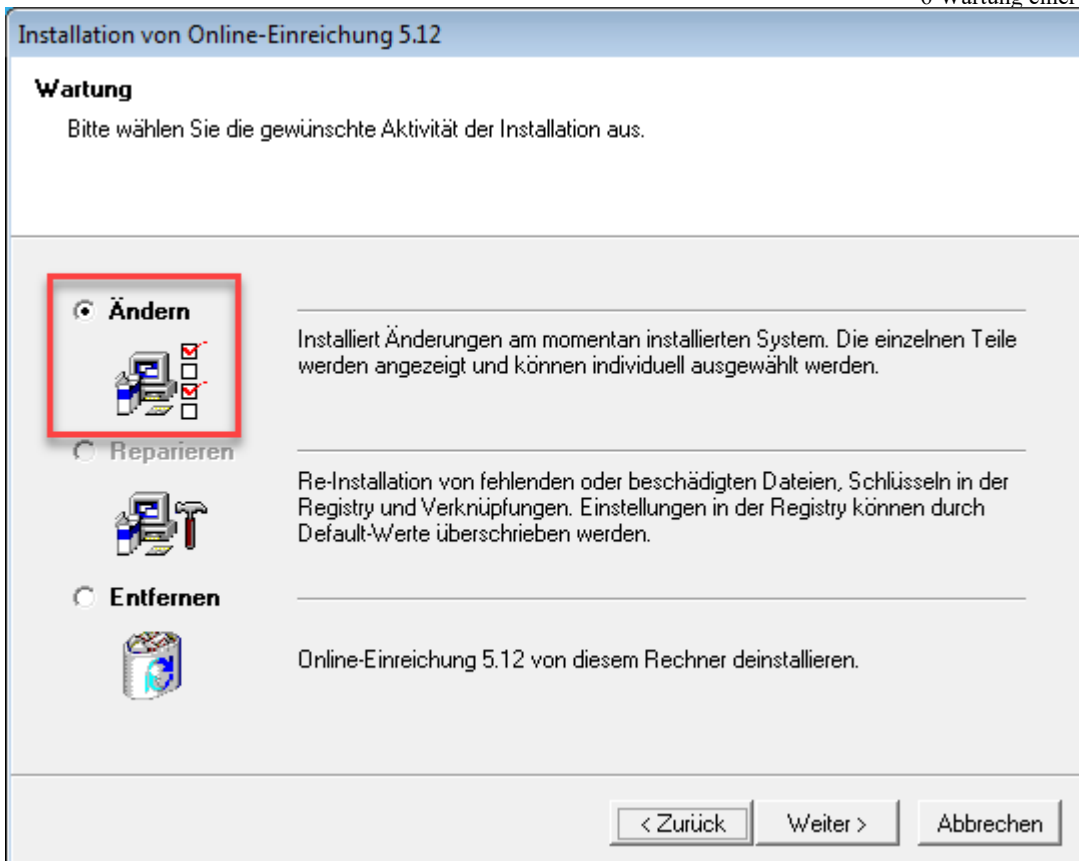 6 Wartung einer
Installation von Online-Einreichung 5.12
Wartung
Bitte wählen Sie die gewünschte Aktivität der Installation aus.
Ändern
Installiert Änderungen am momentan installierten System. Die einzelnen Teile
werden angezeigt und können individuell ausgewählt werden.
Reparieren
Re-Installation von fehlenden oder beschädigten Dateien, Schlüsseln in der
Registry und Verknüpfungen. Einstellungen in der Registry können durch
Default-Werte überschrieben werden.
Entfernen
Online-Einreichung 5.12 von diesem Rechner deinstallieren.
< Zurück Weiter > Abbrechen